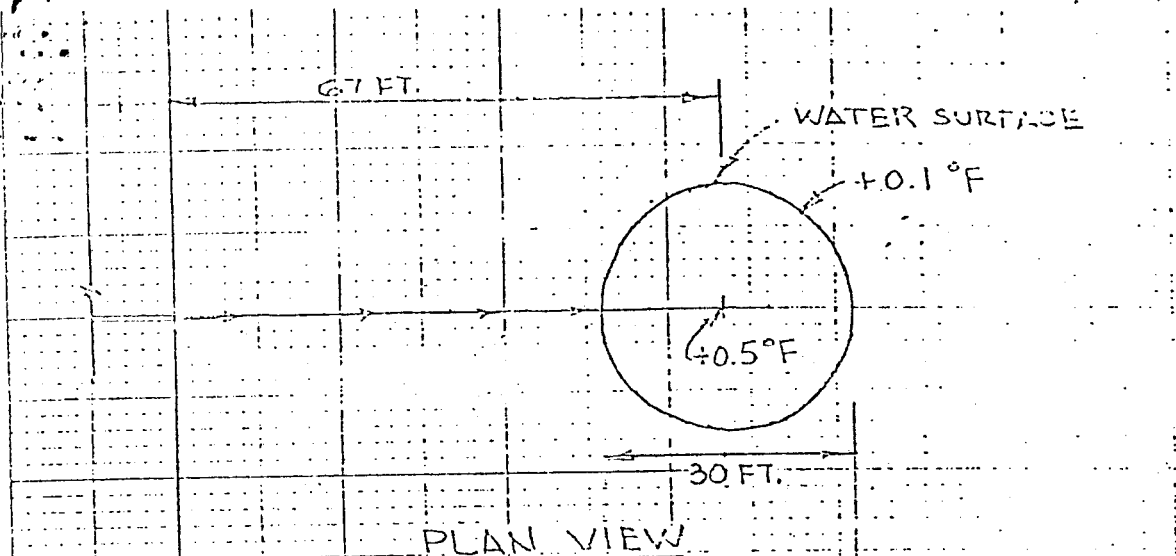 67 FT.
WATER SURFACE
+0.1 °F
+0.5°F
30 FT.
PLAN VIEW